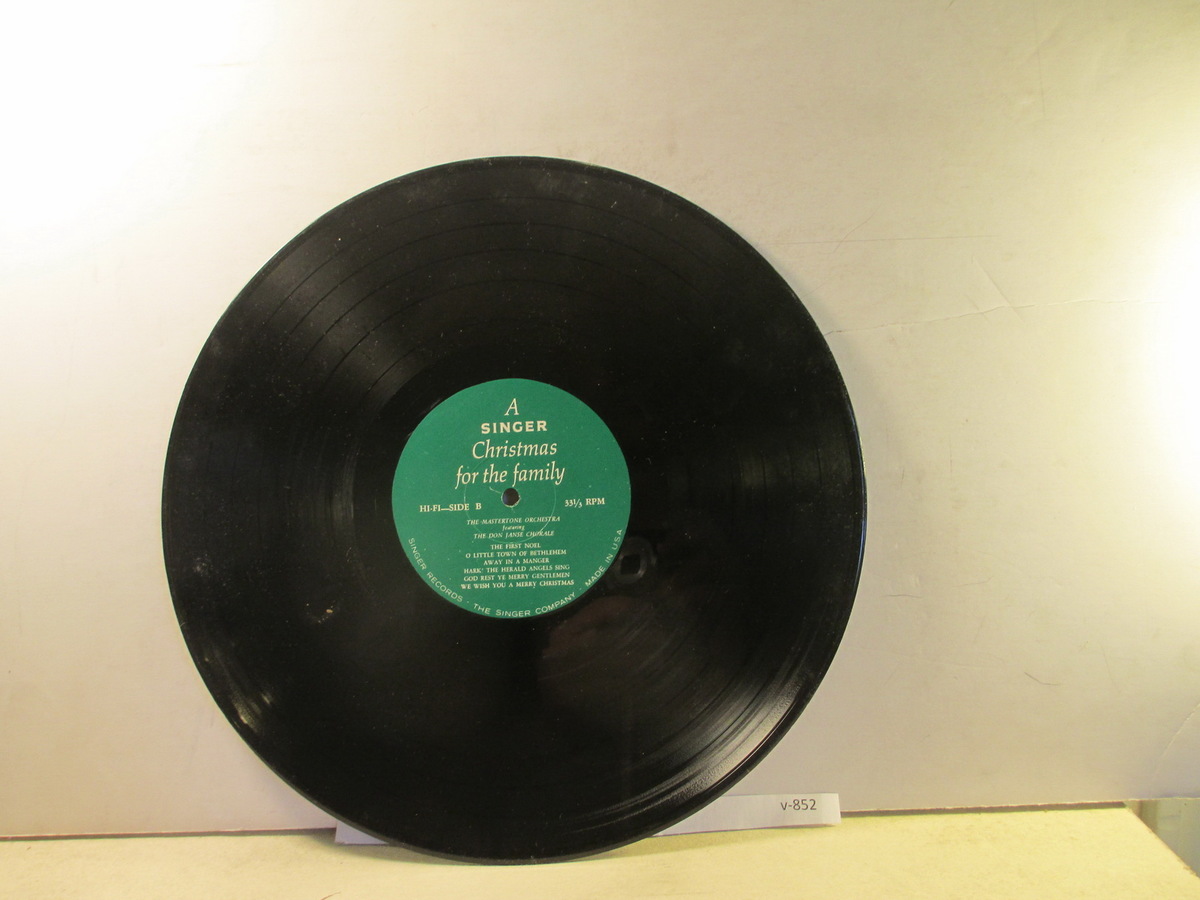 A
SINGER
Christmas
for the family
HI-FI—SIDE B
33⅓ RPM
THE MASTERTONE ORCHESTRA
featuring
THE DON JANSE CHORALE
THE FIRST NOEL
O LITTLE TOWN OF BETHLEHEM
AWAY IN A MANGER
HARK! THE HERALD ANGELS SING
GOD REST YE MERRY GENTLEMEN
WE WISH YOU A MERRY CHRISTMAS
SINGER RECORDS · THE SINGER COMPANY · MADE IN U.S.A
v-852